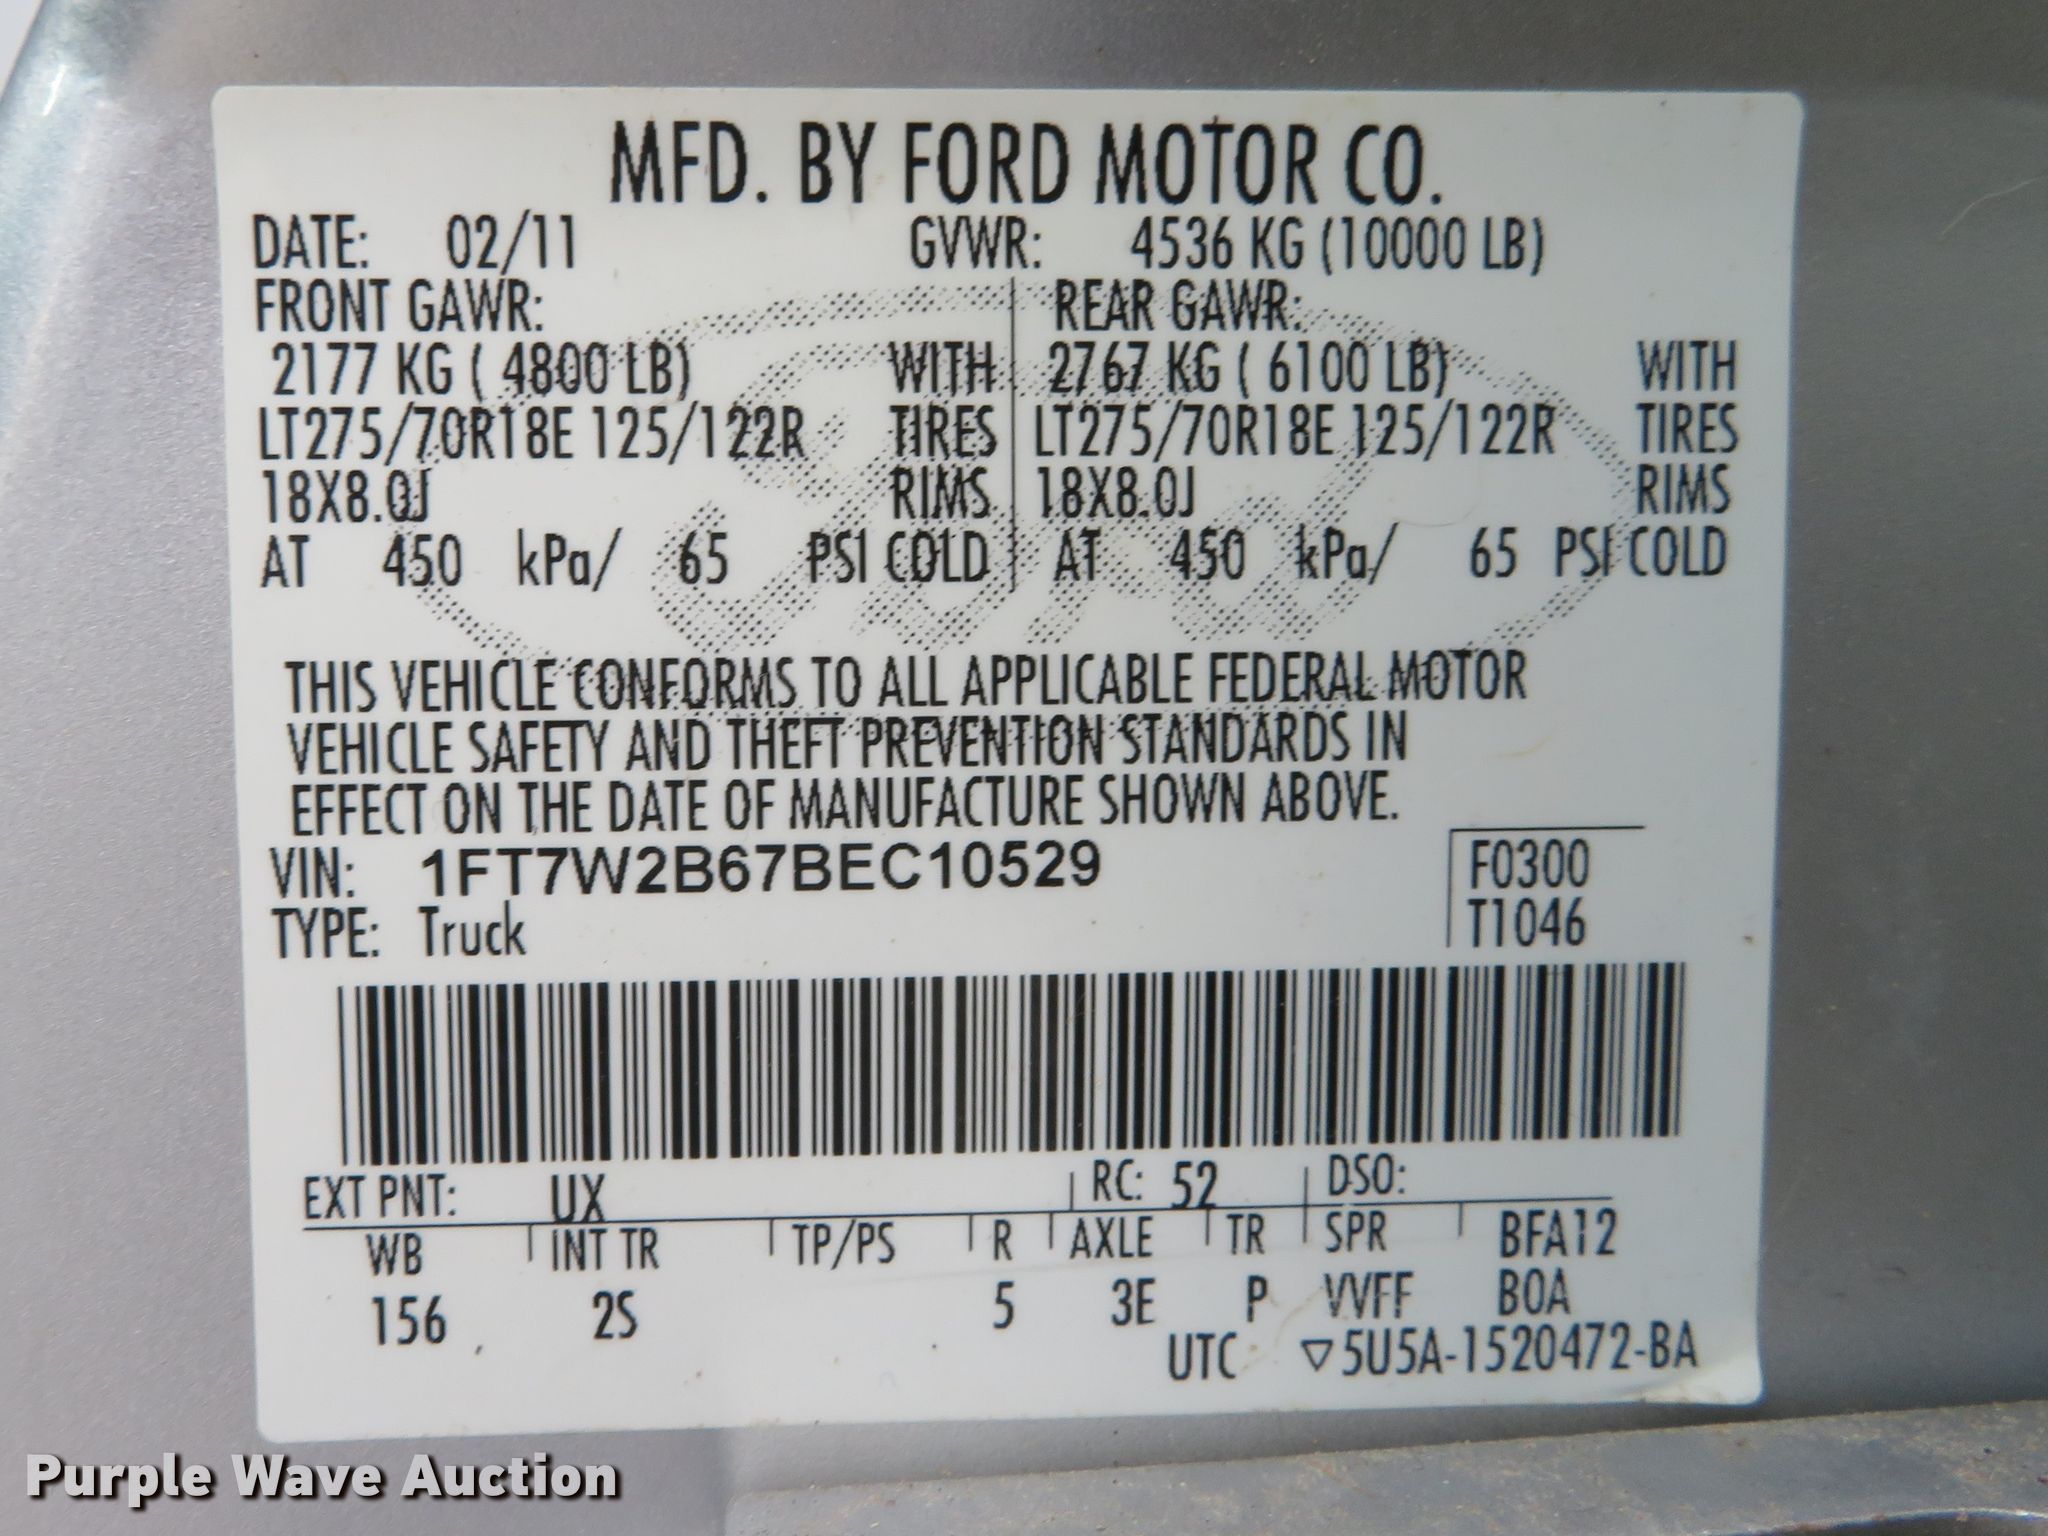 MFD. BY FORD MOTOR CO.
DATE: 02/11 GVWR: 4536 KG (10000 LB)
FRONT GAWR: REAR GAWR:
2177 KG ( 4800 LB) WITH 2767 KG ( 6100 LB) WITH
LT275/70R18E 125/122R TIRES LT275/70R18E 125/122R TIRES
18X8.0J RIMS 18X8.0J RIMS
AT 450 kPa/ 65 PSI COLD AT 450 kPa/ 65 PSI COLD
THIS VEHICLE CONFORMS TO ALL APPLICABLE FEDERAL MOTOR
VEHICLE SAFETY AND THEFT PREVENTION STANDARDS IN
EFFECT ON THE DATE OF MANUFACTURE SHOWN ABOVE.
VIN: 1FT7W2B67BEC10529 F0300
TYPE: Truck T1046
EXT PNT: UX RC: 52 DSO:
WB INT TR TP/PS R AXLE TR SPR BFA12
156 2S 5 3E P VVFF BOA
UTC ▽5U5A-1520472-BA
Purple Wave Auction